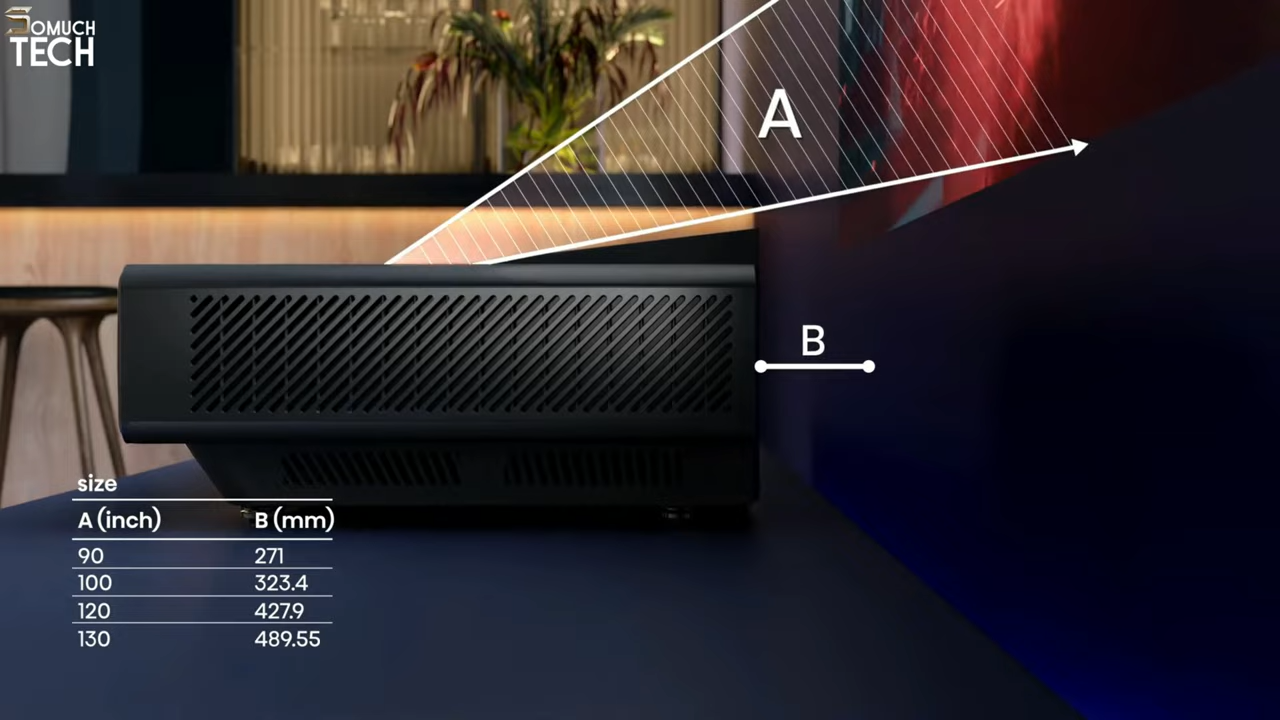 SOMUCH
TECH
A
B
size
A (inch) B (mm)
90 271
100 323.4
120 427.9
130 489.55